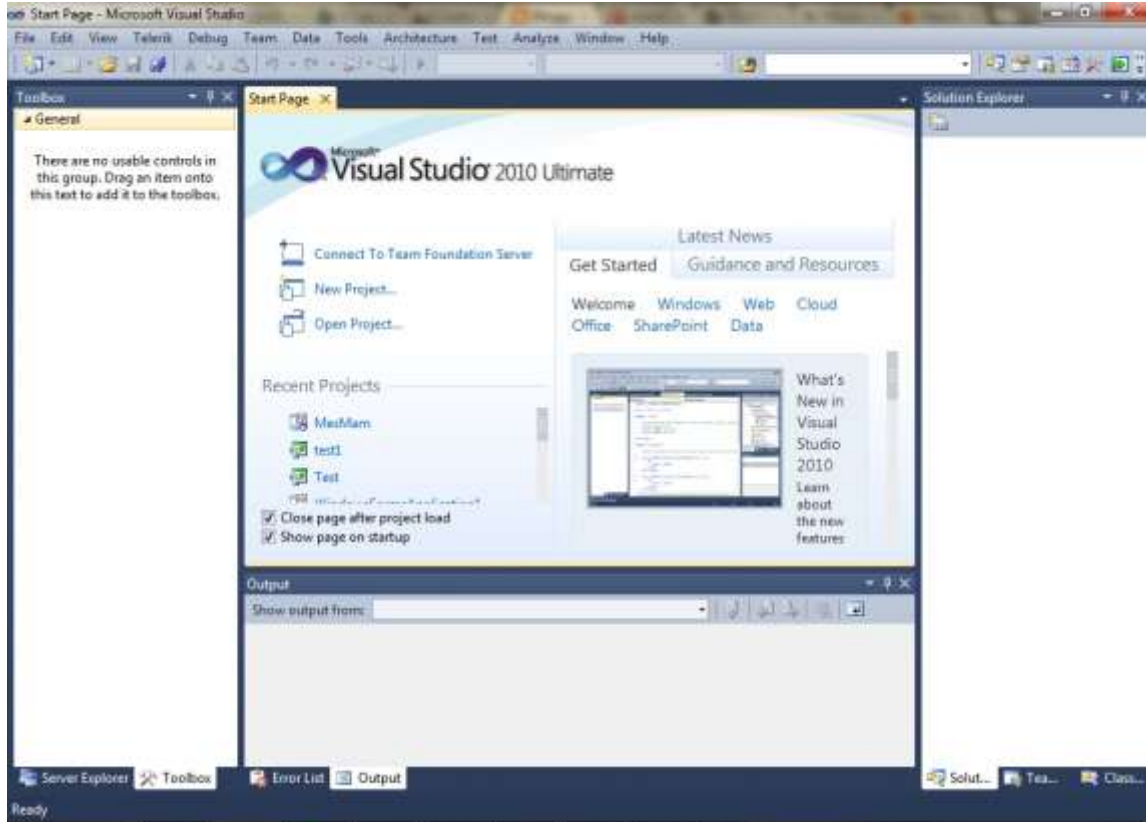 Start Page - Microsoft Visual Studio
File Edit View Telerik Debug Team Data Tools Architecture Test Analyze Window Help
Toolbox
General
There are no usable controls in
this group. Drag an item onto
this text to add it to the toolbox.
Server Explorer Toolbox
Start Page
Microsoft
Visual Studio 2010 Ultimate
Connect To Team Foundation Server
New Project...
Open Project...
Recent Projects
MesMam
test1
Test
Close page after project load
Show page on startup
Latest News
Get Started Guidance and Resources
Welcome Windows Web Cloud
Office SharePoint Data
What's
New in
Visual
Studio
2010
Learn
about
the new
features
Output
Show output from:
Error List Output
Solution Explorer
Solut... Tea... Class...
Ready